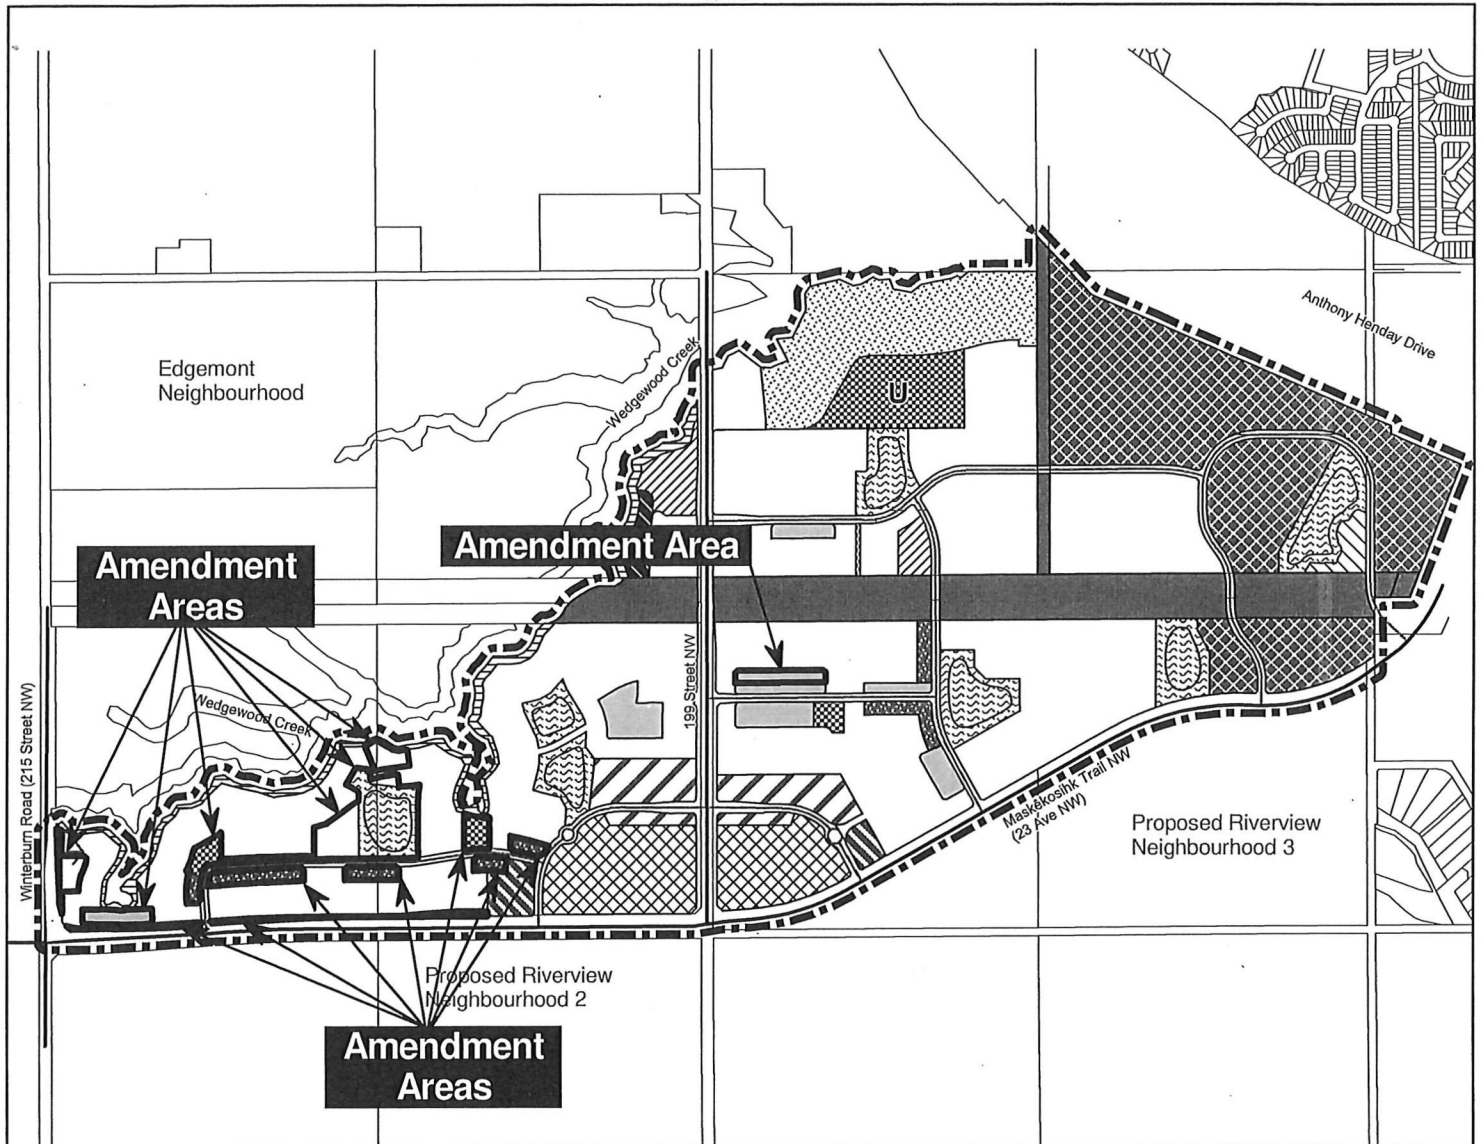 Anthony Henday Drive
Edgemont
Neighbourhood
Wedgewood Creek
U
Amendment Area
Amendment
Areas
199 Street NW
Wedgewood Creek
Winterburn Road (215 Street NW)
Maskêkosihk Trail NW
(23 Ave NW)
Proposed Riverview
Neighbourhood 3
Proposed Riverview
Neighbourhood 2
Amendment
Areas